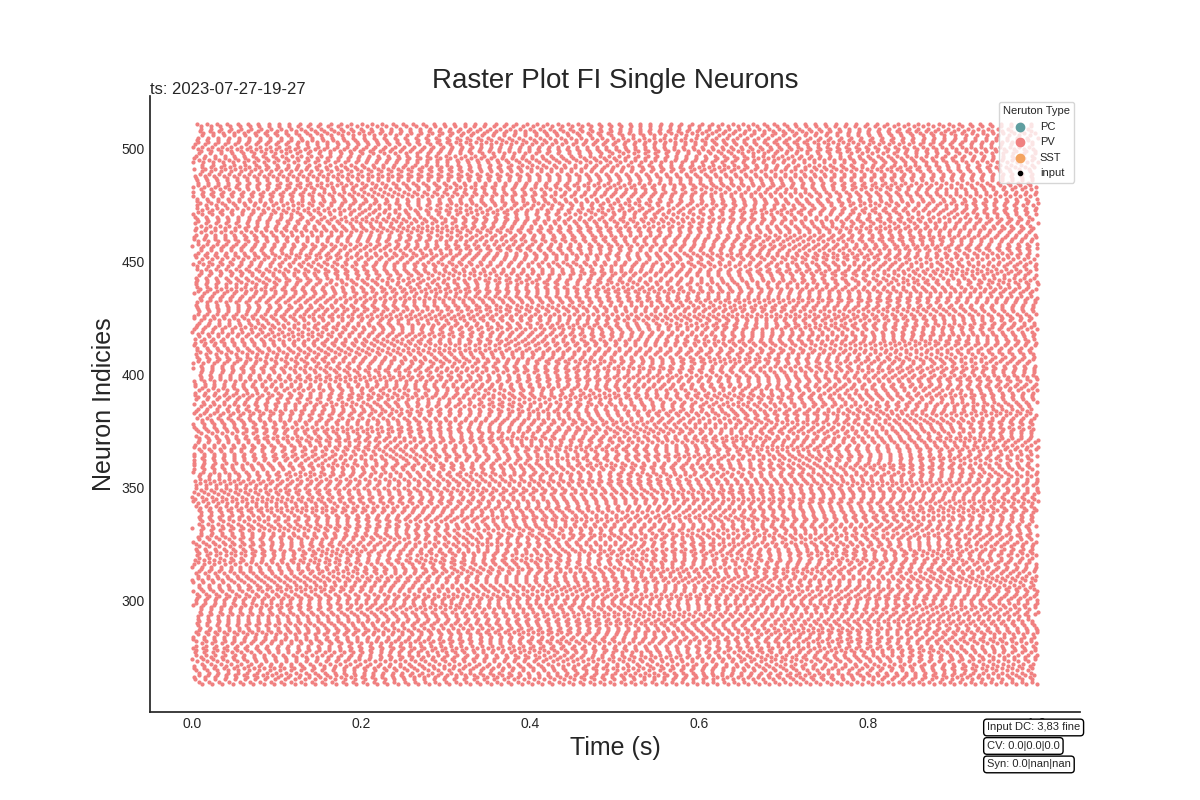 Raster Plot FI Single Neurons
ts: 2023-07-27-19-27
Neruton Type
PC
PV
SST
input
Neuron Indicies
500
450
400
350
300
0.0 0.2 0.4 0.6 0.8
Time (s)
Input DC: 3,83 fine
CV: 0.0|0.0|0.0
Syn: 0.0|nan|nan